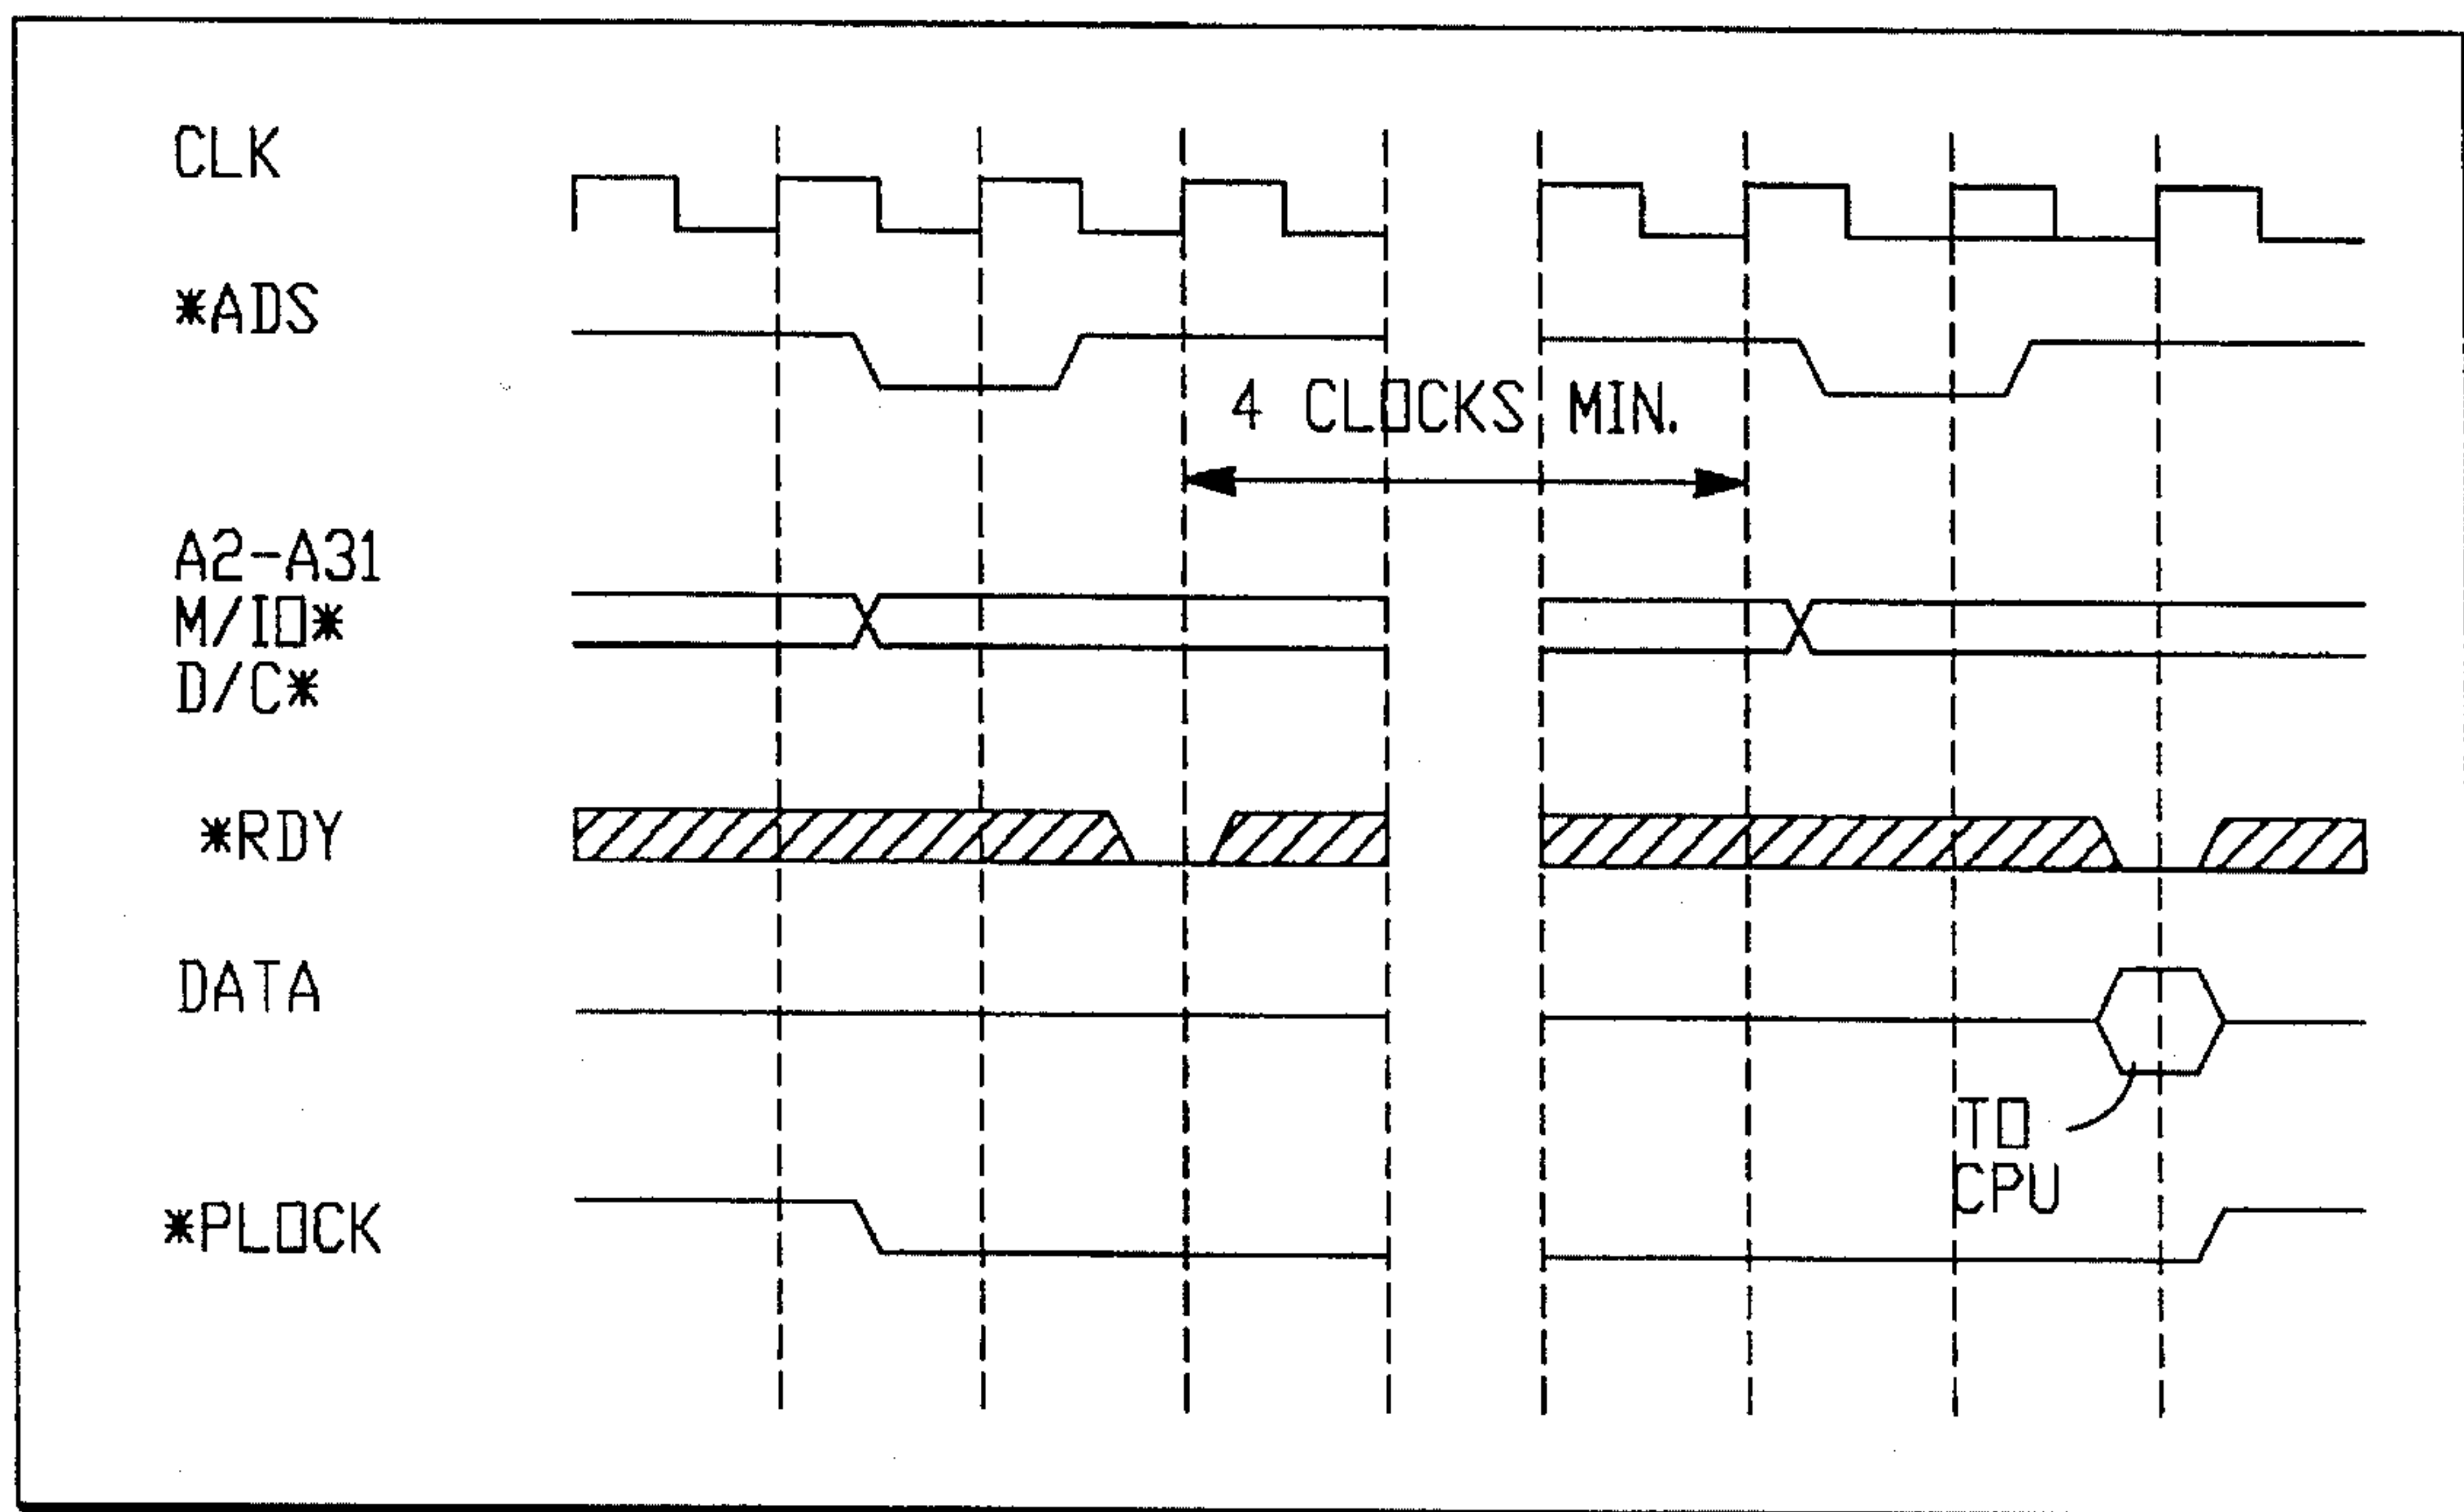 CLK
*ADS
4 CLOCKS MIN.
A2-A31
M/IO*
D/C*
*RDY
DATA
TO
CPU
*PLOCK